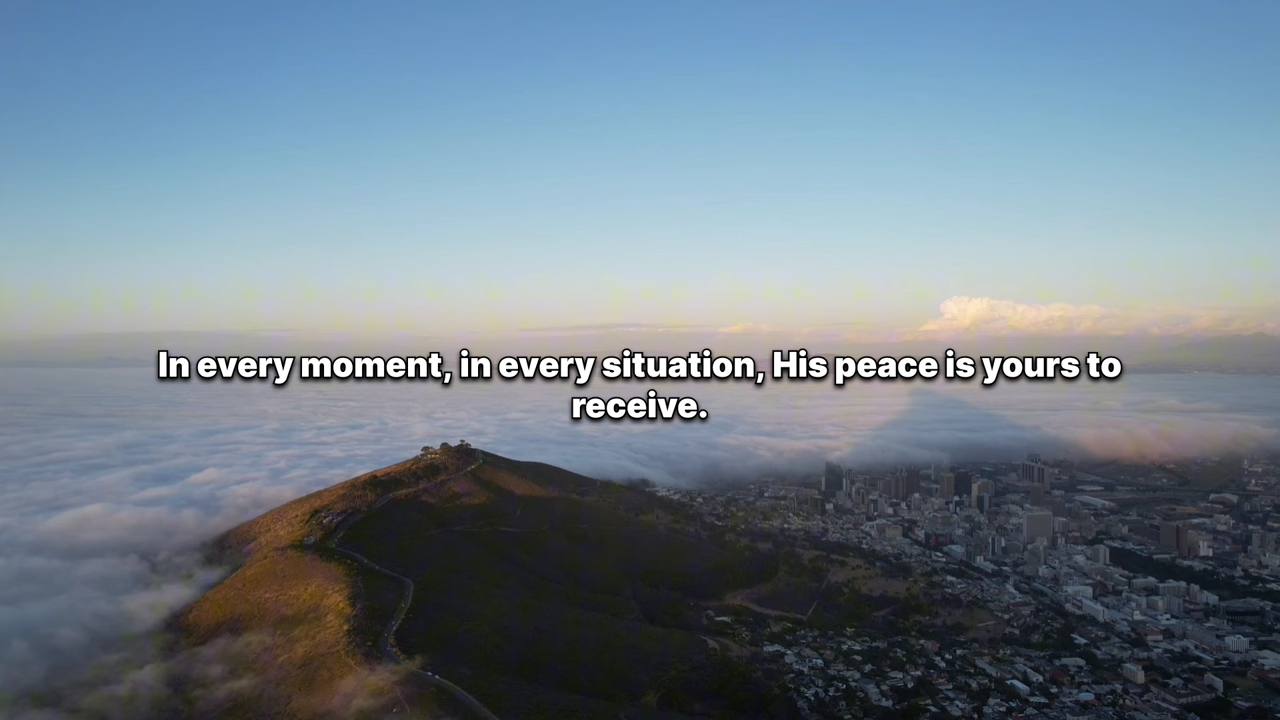 In every moment, in every situation, His peace is yours to
receive.